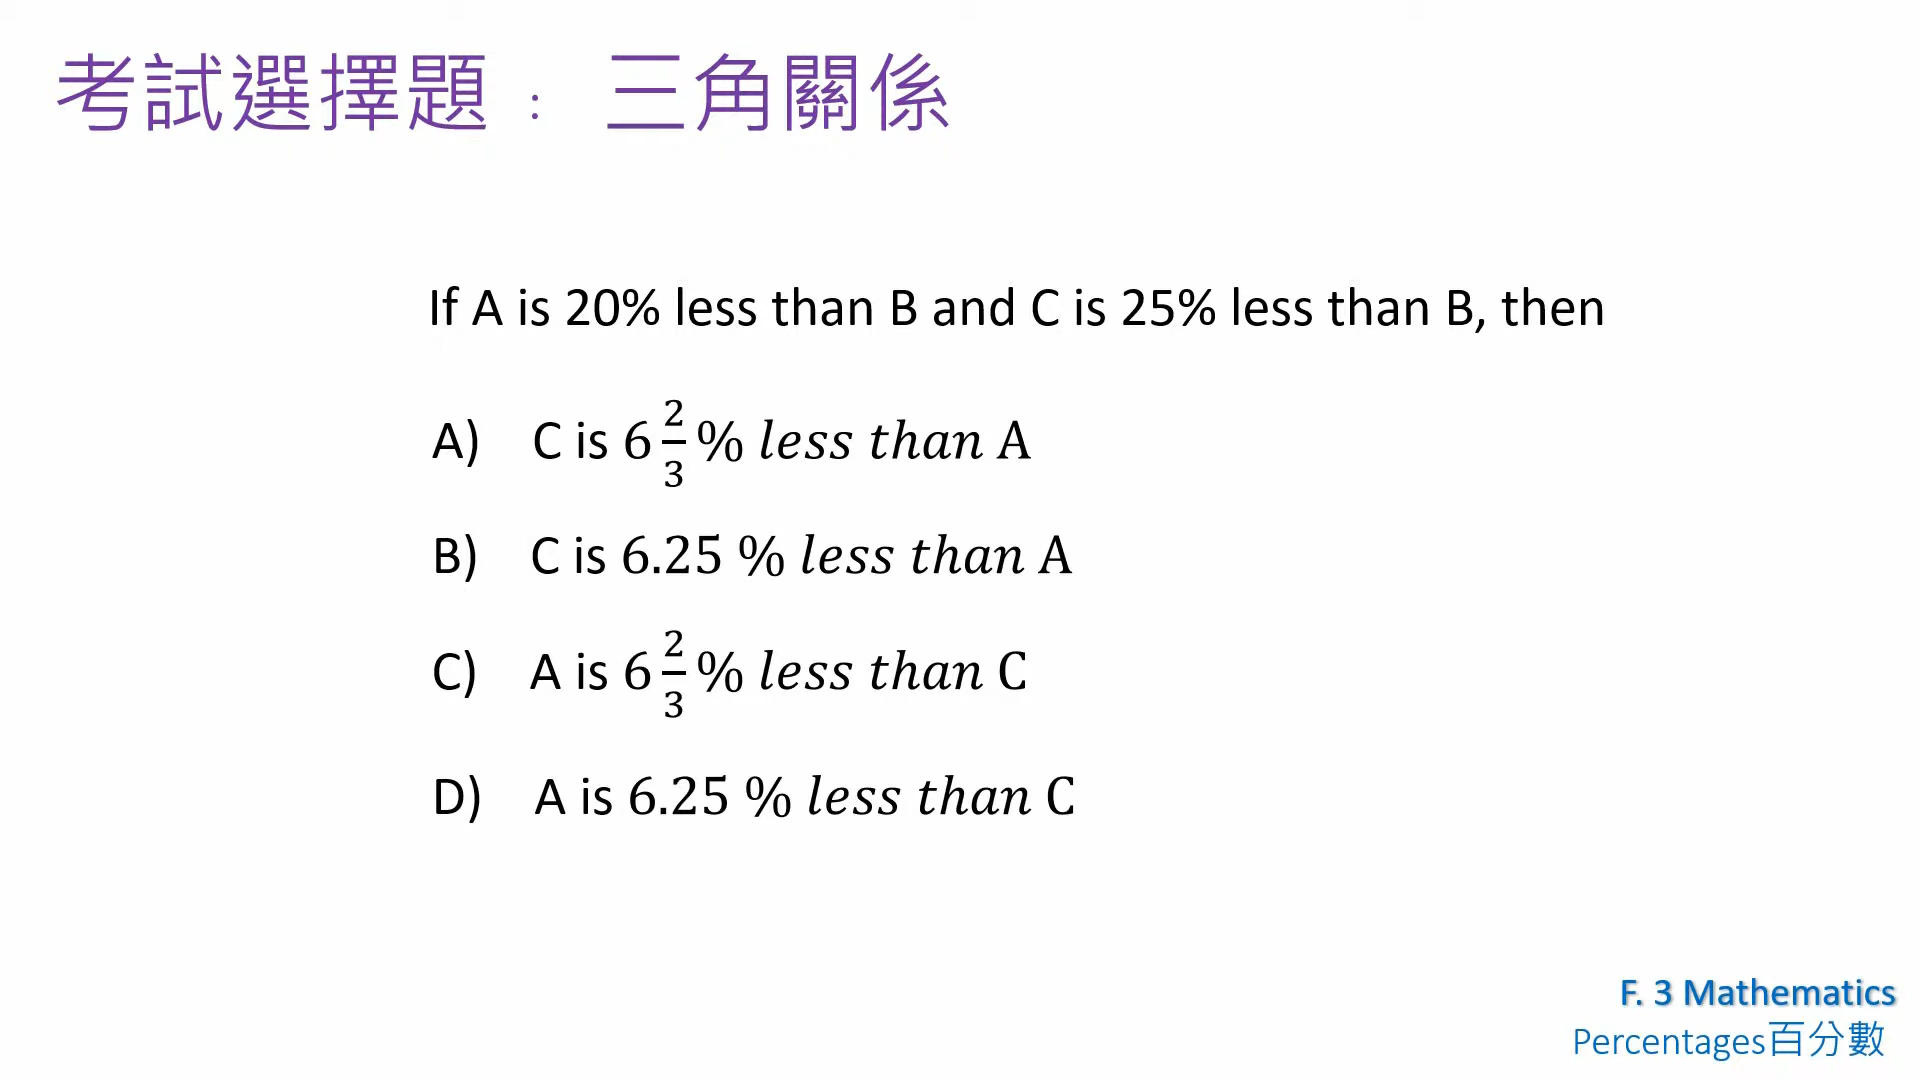 考試選擇題： 三角關係
If A is 20% less than B and C is 25% less than B, then
A) C is 6 2/3 % less than A
B) C is 6.25 % less than A
C) A is 6 2/3 % less than C
D) A is 6.25 % less than C
F. 3 Mathematics
Percentages百分數